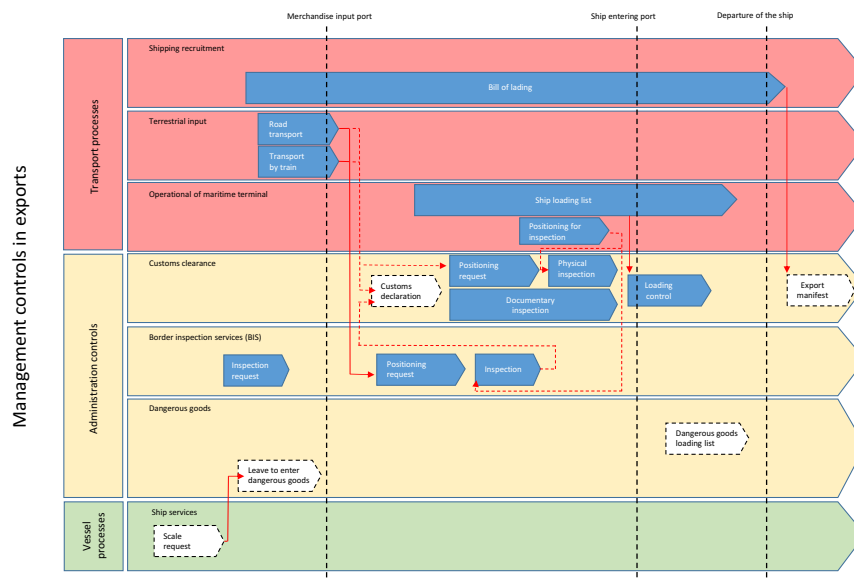 Merchandise input port
Ship entering port
Departure of the ship
Management controls in exports
Transport processes
Shipping recruitment
Bill of lading
Terrestrial input
Road
transport
Transport
by train
Operational of maritime terminal
Ship loading list
Positioning for
inspection
Administration controls
Customs clearance
Positioning
request
Physical
inspection
Customs
declaration
Documentary
inspection
Loading
control
Export
manifest
Border inspection services (BIS)
Inspection
request
Positioning
request
Inspection
Dangerous goods
Dangerous goods
loading list
Leave to enter
dangerous goods
Vessel
processes
Ship services
Scale
request